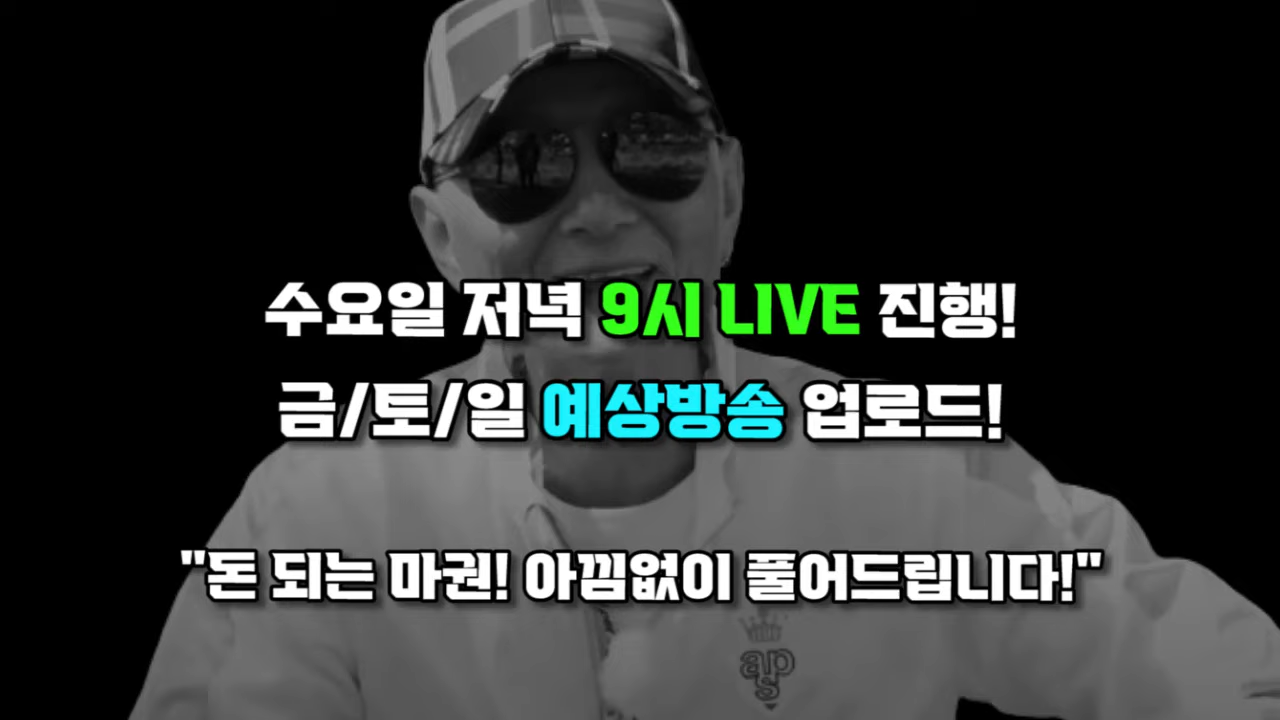 수요일 저녁 9시 LIVE 진행!
금/토/일 예상방송 업로드!
"돈 되는 마권! 아낌없이 풀어드립니다!"
aps